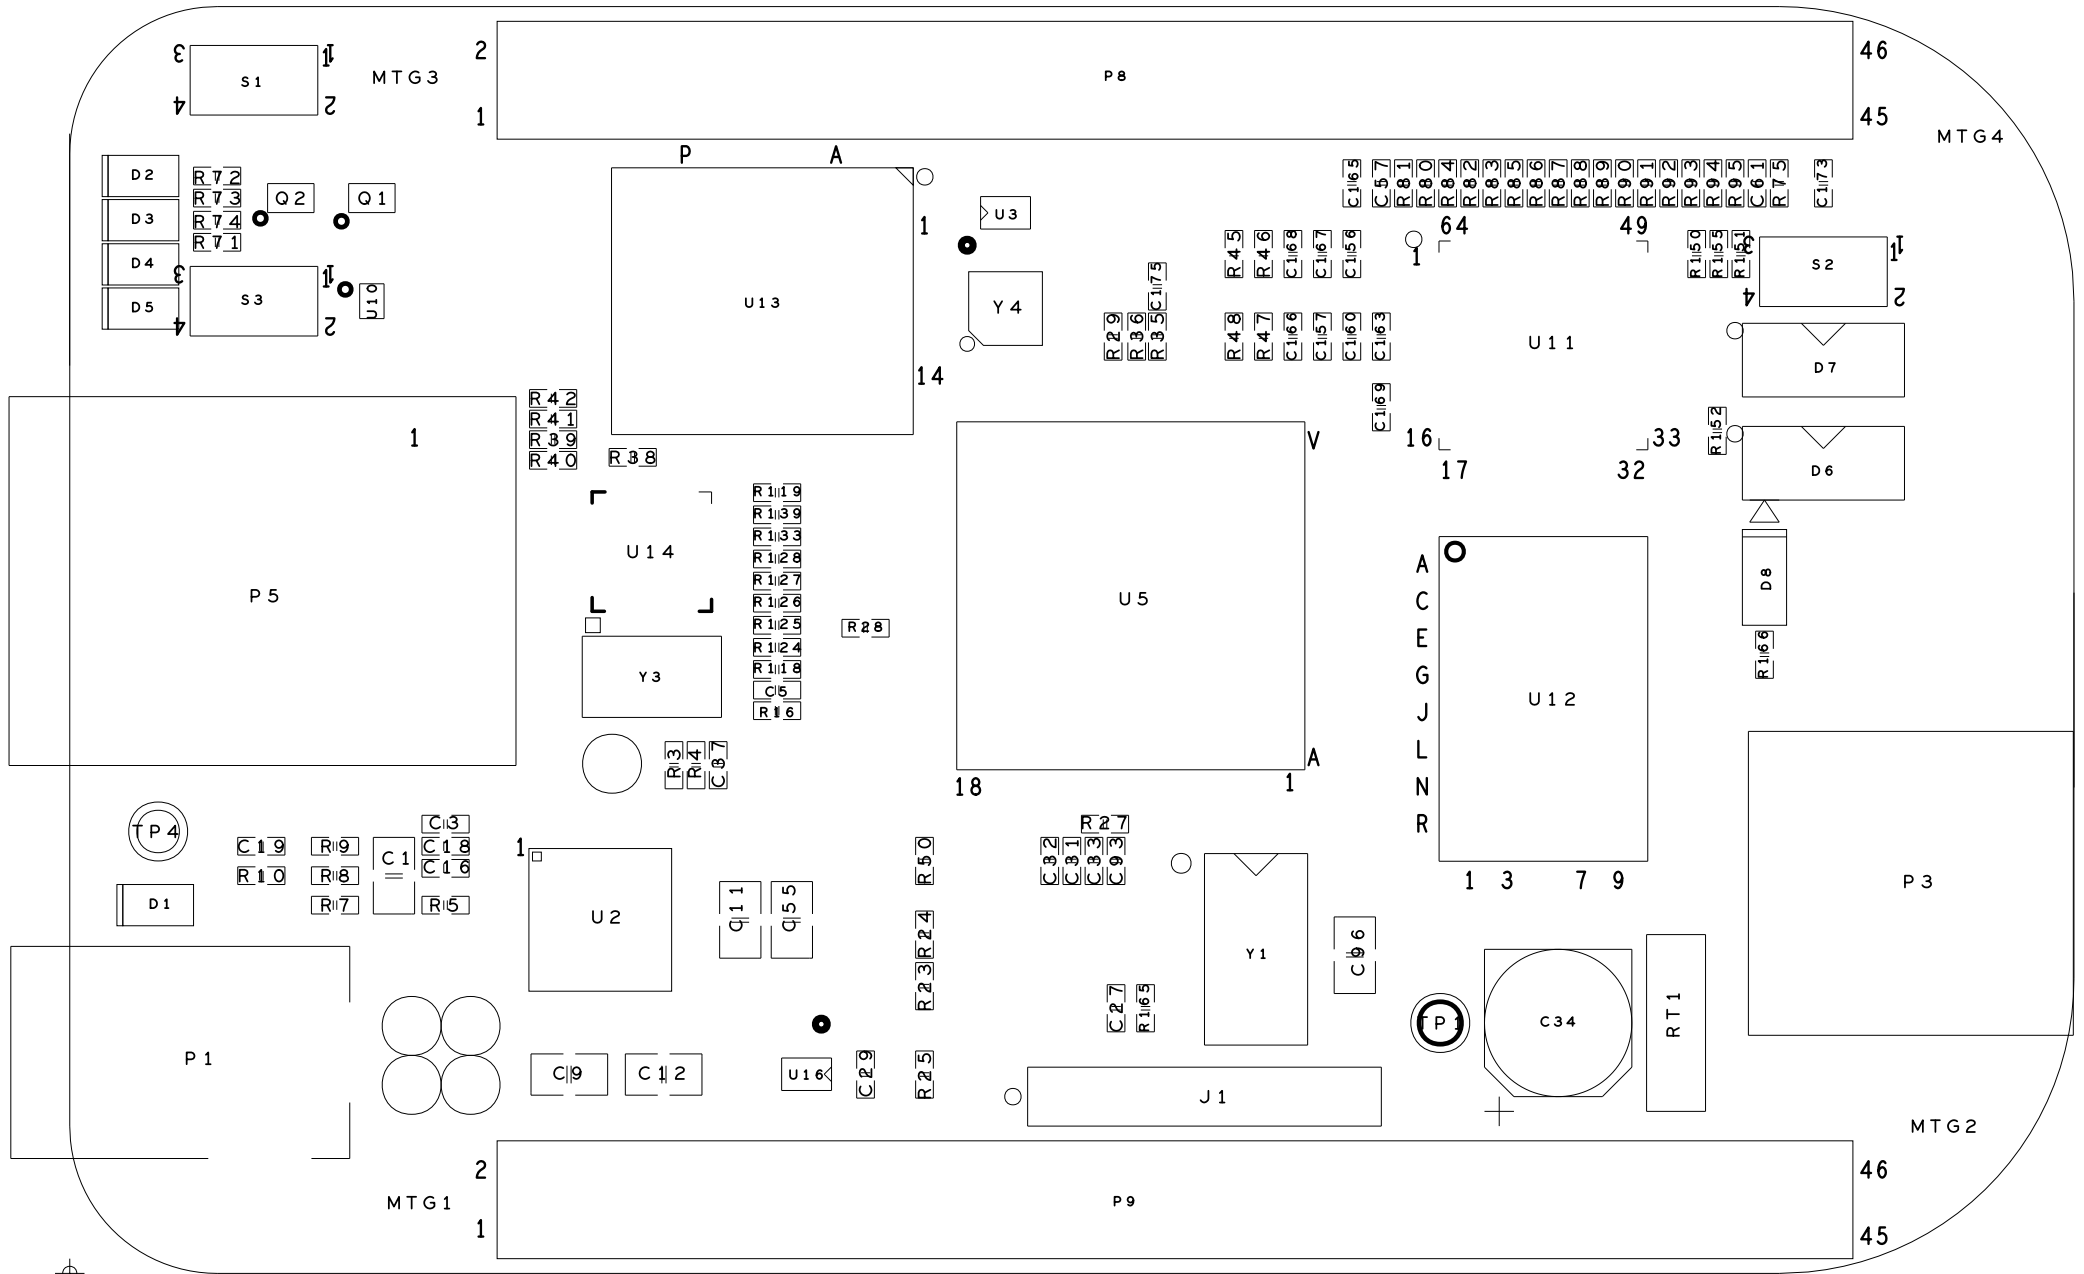 3 1 2 46
S1 MTG3 P8
4 2 1 45
MTG4
P A
D2 R72 C165 C57 R81 R80 R84 R82 R83 R85 R86 R87 R88 R89 R90 R91 R92 R93 R94 R95 C61 R75 C173
R73 Q2 Q1
D3 R74 1 U3 64 49
R71
D4 R45 R46 C168 C167 C156 1 R150 R155 R151 3 S2 1
3 1 C175
D5 S3 U10 U13 Y4 4 2
4 2 R29 R36 R35 R48 R47 C166 C157 C160 C163 U11
14 D7
R42 C169
R41
1 R39 V 16 33 R152
R40 R38 17 32 D6
R119
R139
U14 R133
R128 A
R127 D8
P5 R126 U5 C
R125 R28
R124 E R166
Y3 R118 G
C5 U12
R16 J
R13 R14 C37 A L
18 1 N
TP4 C3 R27 R
C19 R9 C1 C18 1 R50 C32 C31 C33 C93
R10 R8 C16 1 3 7 9 P3
D1 R7 R5 U2 C11 C55
R24 Y1 C96
R23 C27 R165 TP1 C34 RT1
P1
C9 C12 U16 C29 R25
J1
MTG2
2 46
MTG1 P9
1 45